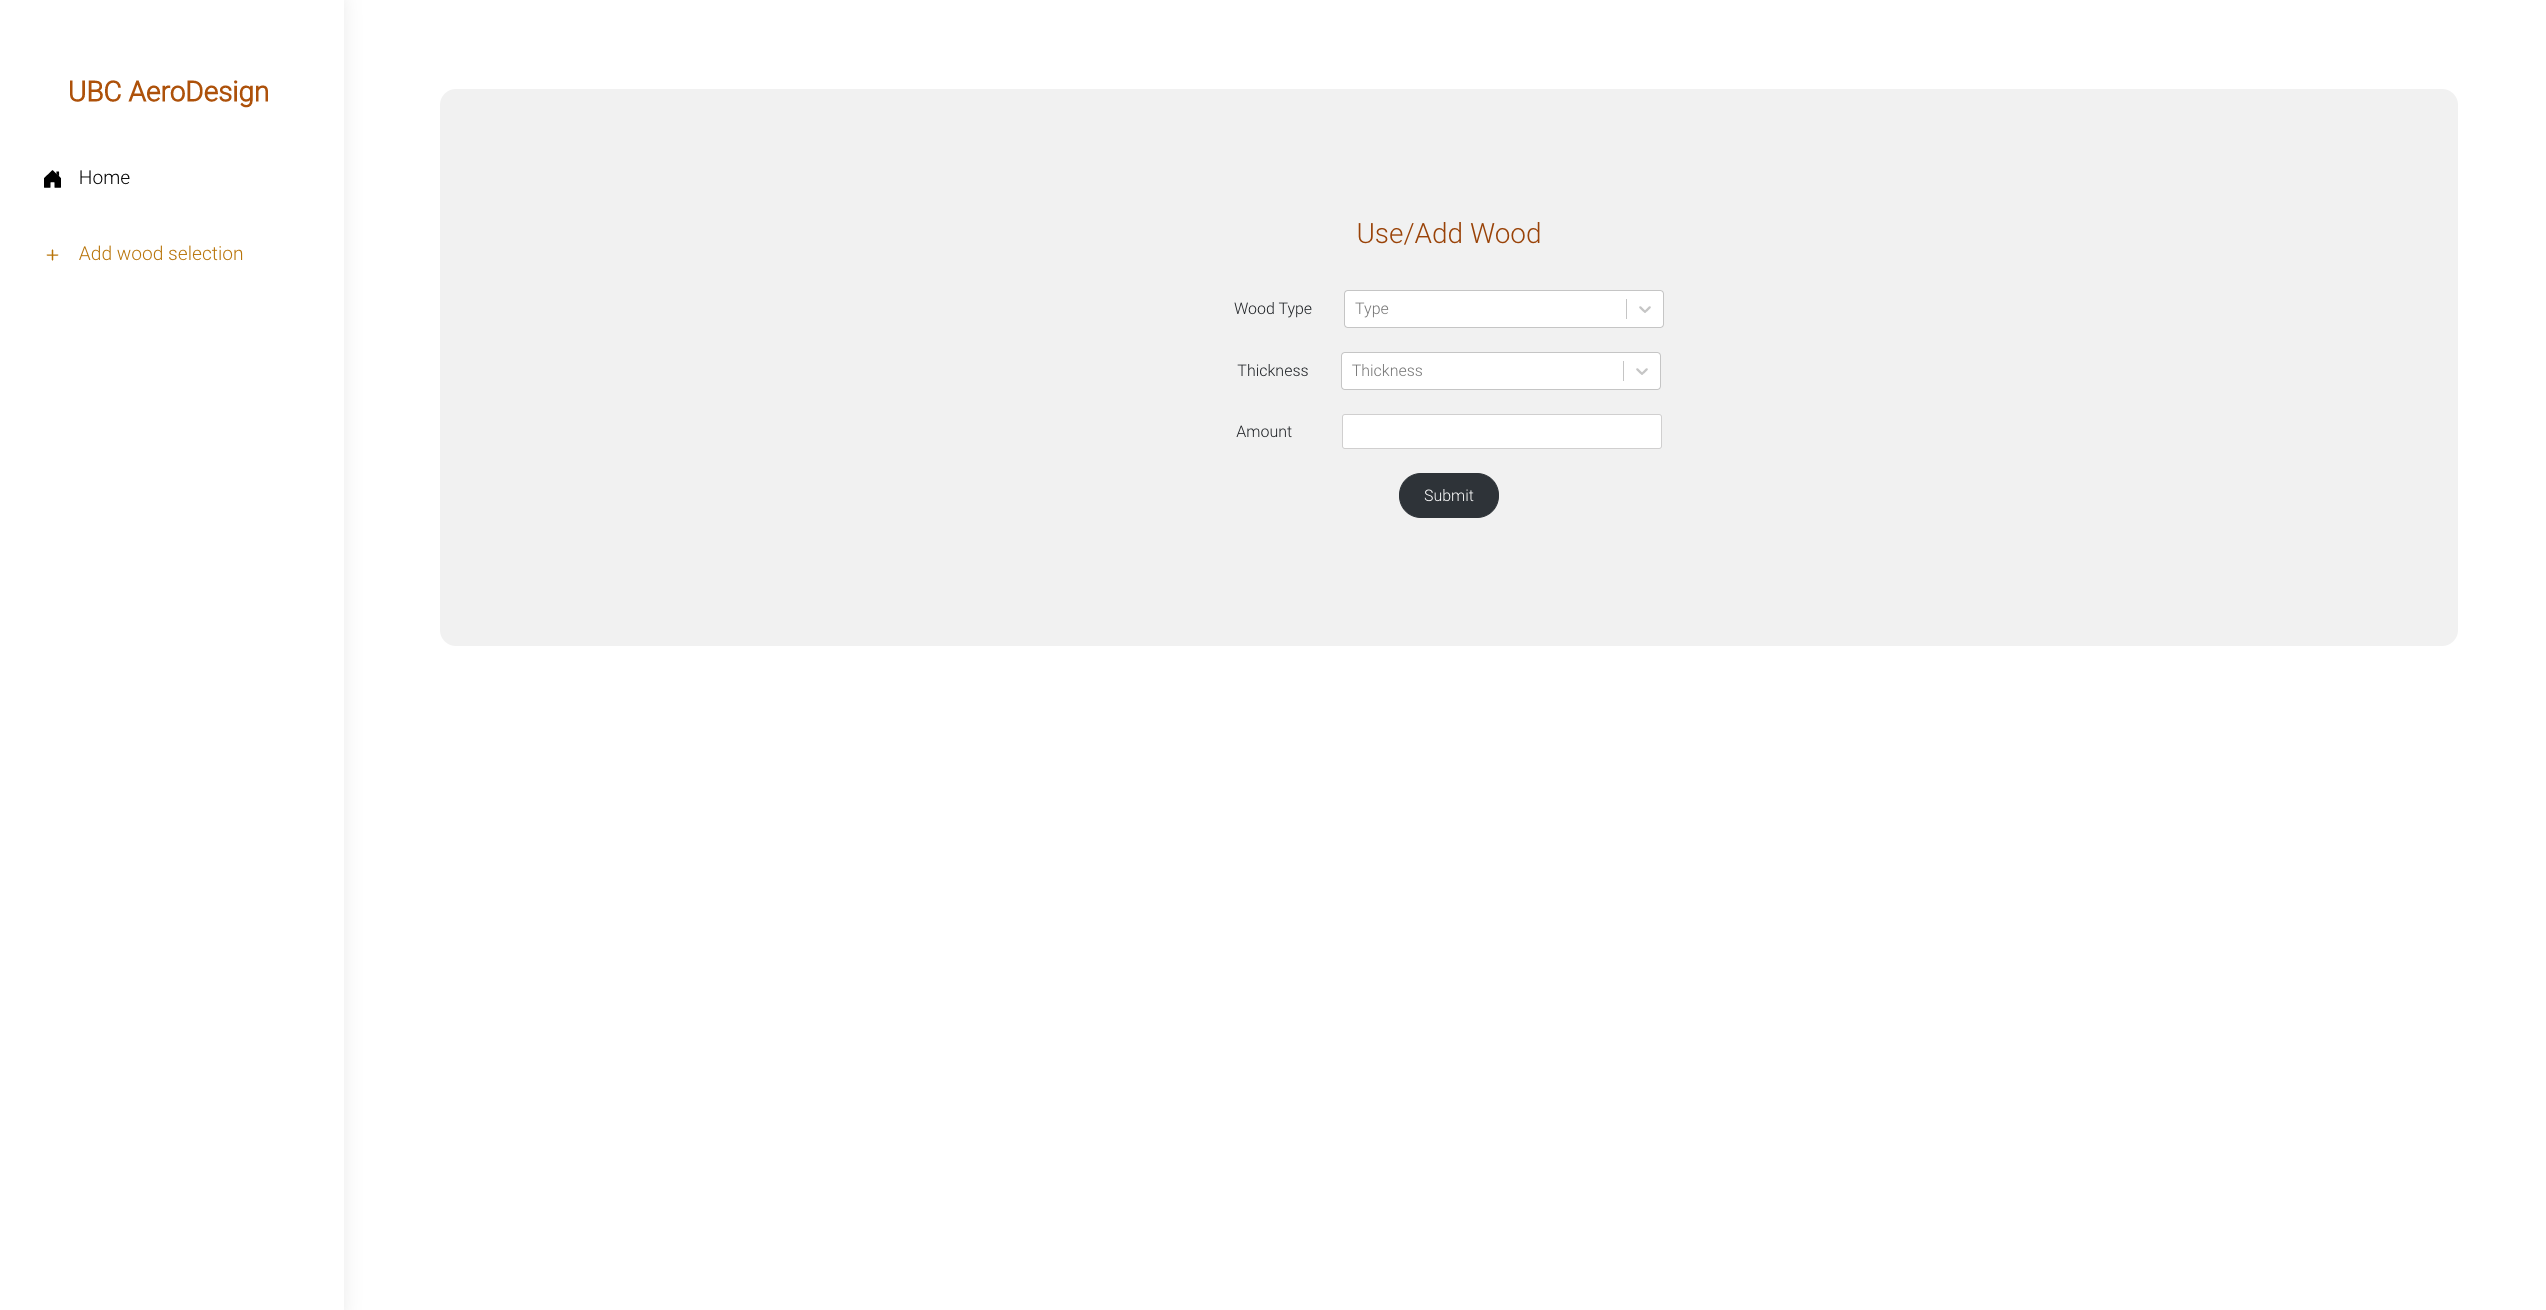 UBC AeroDesign
Home
+ Add wood selection
Use/Add Wood
Wood Type Type
Thickness Thickness
Amount
Submit